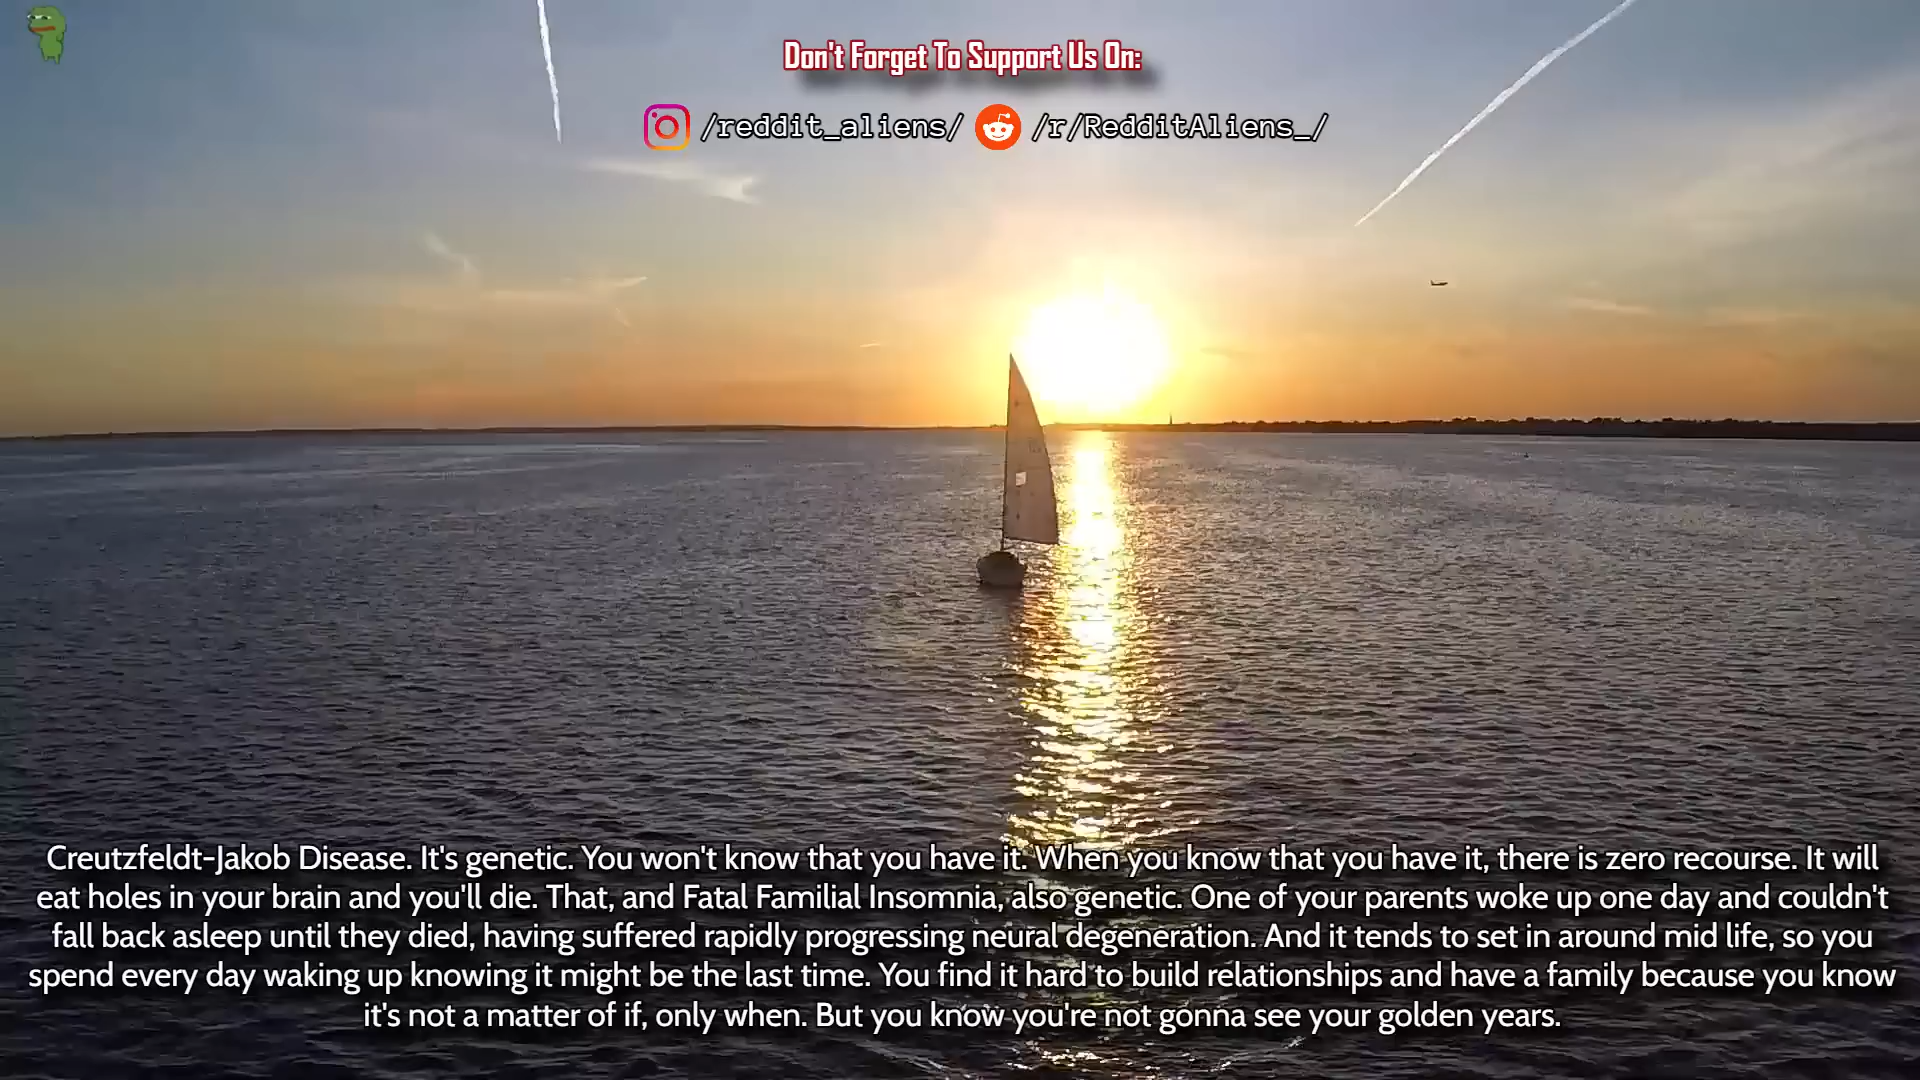 Don't Forget To Support Us On:
/reddit_aliens/ /r/RedditAliens_/
Creutzfeldt-Jakob Disease. It's genetic. You won't know that you have it. When you know that you have it, there is zero recourse. It will
eat holes in your brain and you'll die. That, and Fatal Familial Insomnia, also genetic. One of your parents woke up one day and couldn't
fall back asleep until they died, having suffered rapidly progressing neural degeneration. And it tends to set in around mid life, so you
spend every day waking up knowing it might be the last time. You find it hard to build relationships and have a family because you know
it's not a matter of if, only when. But you know you're not gonna see your golden years.